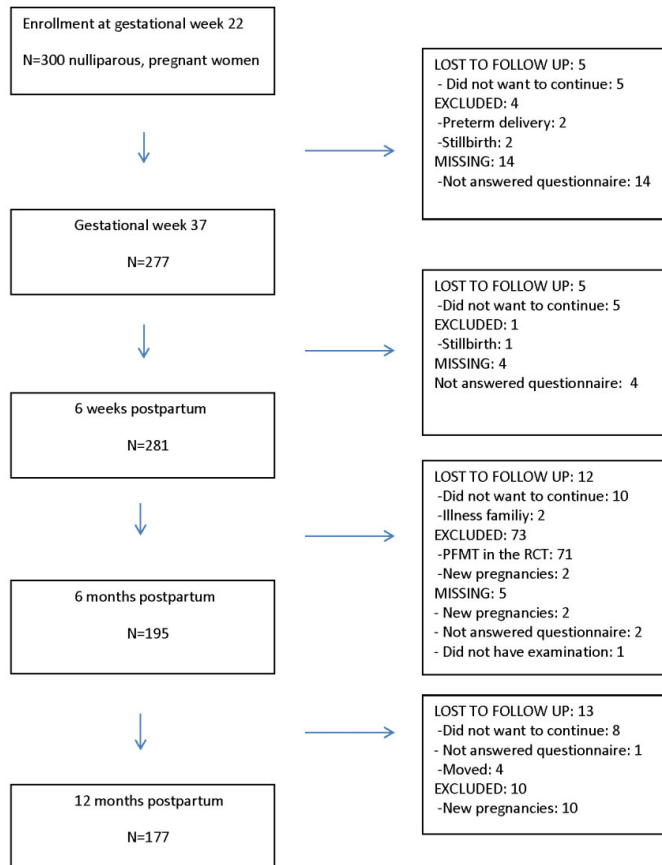 Enrollment at gestational week 22
N=300 nulliparous, pregnant women
LOST TO FOLLOW UP: 5
- Did not want to continue: 5
EXCLUDED: 4
-Preterm delivery: 2
-Stillbirth: 2
MISSING: 14
-Not answered questionnaire: 14
Gestational week 37
N=277
LOST TO FOLLOW UP: 5
-Did not want to continue: 5
EXCLUDED: 1
-Stillbirth: 1
MISSING: 4
Not answered questionnaire: 4
6 weeks postpartum
N=281
LOST TO FOLLOW UP: 12
-Did not want to continue: 10
-Illness familiy: 2
EXCLUDED: 73
-PFMT in the RCT: 71
-New pregnancies: 2
MISSING: 5
- New pregnancies: 2
- Not answered questionnaire: 2
- Did not have examination: 1
6 months postpartum
N=195
LOST TO FOLLOW UP: 13
-Did not want to continue: 8
- Not answered questionnaire: 1
-Moved: 4
EXCLUDED: 10
-New pregnancies: 10
12 months postpartum
N=177